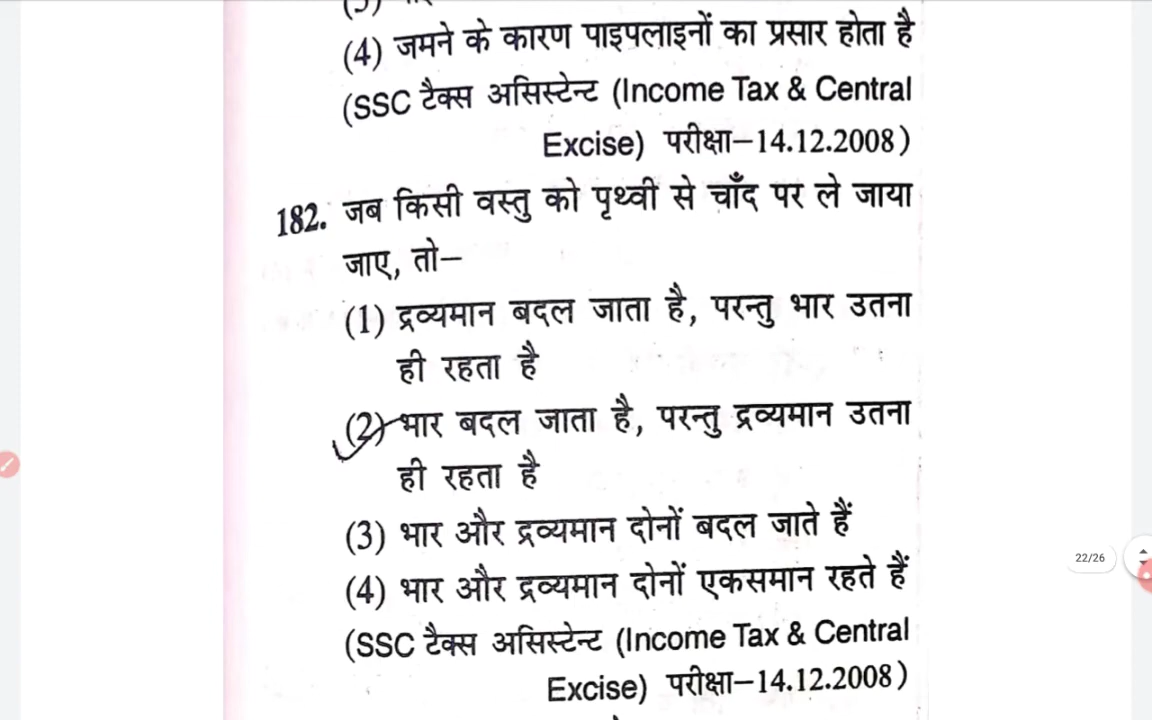 (4) जमने के कारण पाइपलाइनों का प्रसार होता है
(SSC टैक्स असिस्टेन्ट (Income Tax & Central
Excise) परीक्षा–14.12.2008)
182. जब किसी वस्तु को पृथ्वी से चाँद पर ले जाया
जाए, तो–
(1) द्रव्यमान बदल जाता है, परन्तु भार उतना
ही रहता है
(2) भार बदल जाता है, परन्तु द्रव्यमान उतना
ही रहता है
(3) भार और द्रव्यमान दोनों बदल जाते हैं
(4) भार और द्रव्यमान दोनों एकसमान रहते हैं
22/26
(SSC टैक्स असिस्टेन्ट (Income Tax & Central
Excise) परीक्षा–14.12.2008)